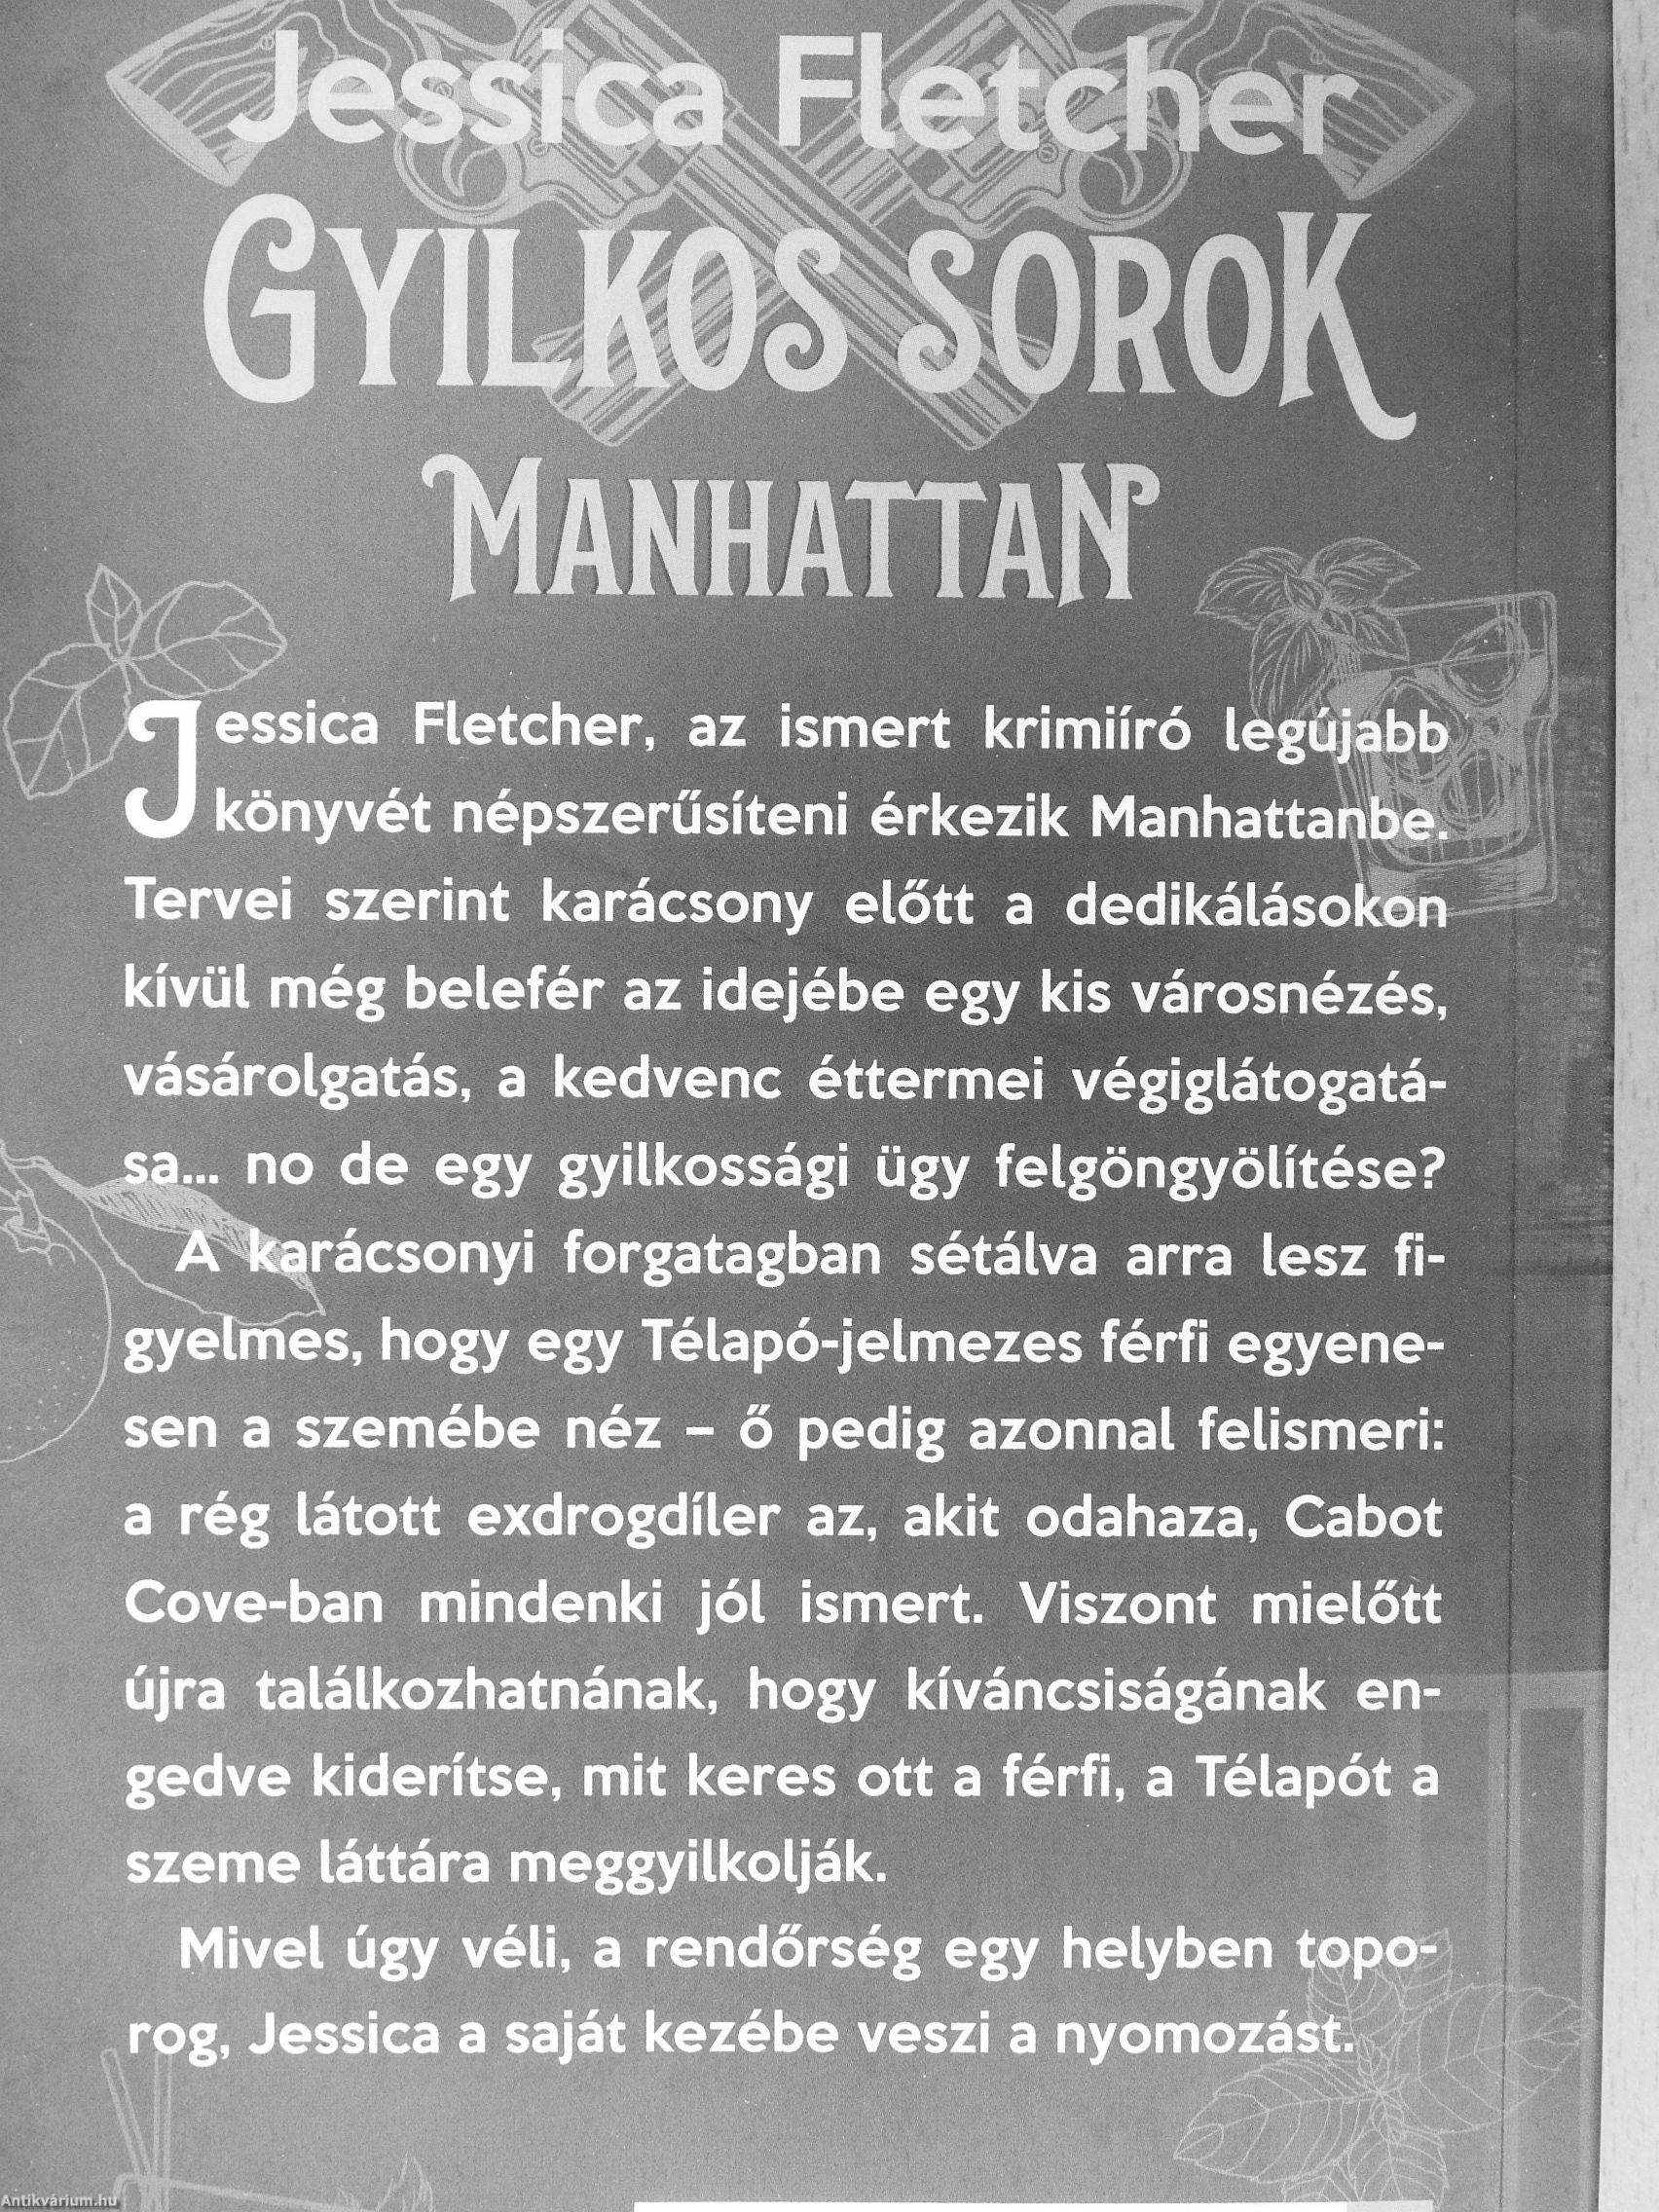 Jessica Fletcher
GYILKOS SOROK
MANHATTAN
Jessica Fletcher, az ismert krimiíró legújabb
könyvét népszerűsíteni érkezik Manhattanbe.
Tervei szerint karácsony előtt a dedikálásokon
kívül még belefér az idejébe egy kis városnézés,
vásárolgatás, a kedvenc éttermei végiglátogatá-
sa... no de egy gyilkossági ügy felgöngyölítése?
A karácsonyi forgatagban sétálva arra lesz fi-
gyelmes, hogy egy Télapó-jelmezes férfi egyene-
sen a szemébe néz – ő pedig azonnal felismeri:
a rég látott exdrogdíler az, akit odahaza, Cabot
Cove-ban mindenki jól ismert. Viszont mielőtt
újra találkozhatnának, hogy kíváncsiságának en-
gedve kiderítse, mit keres ott a férfi, a Télapót a
szeme láttára meggyilkolják.
Mivel úgy véli, a rendőrség egy helyben topo-
rog, Jessica a saját kezébe veszi a nyomozást.
Antikvárium.hu